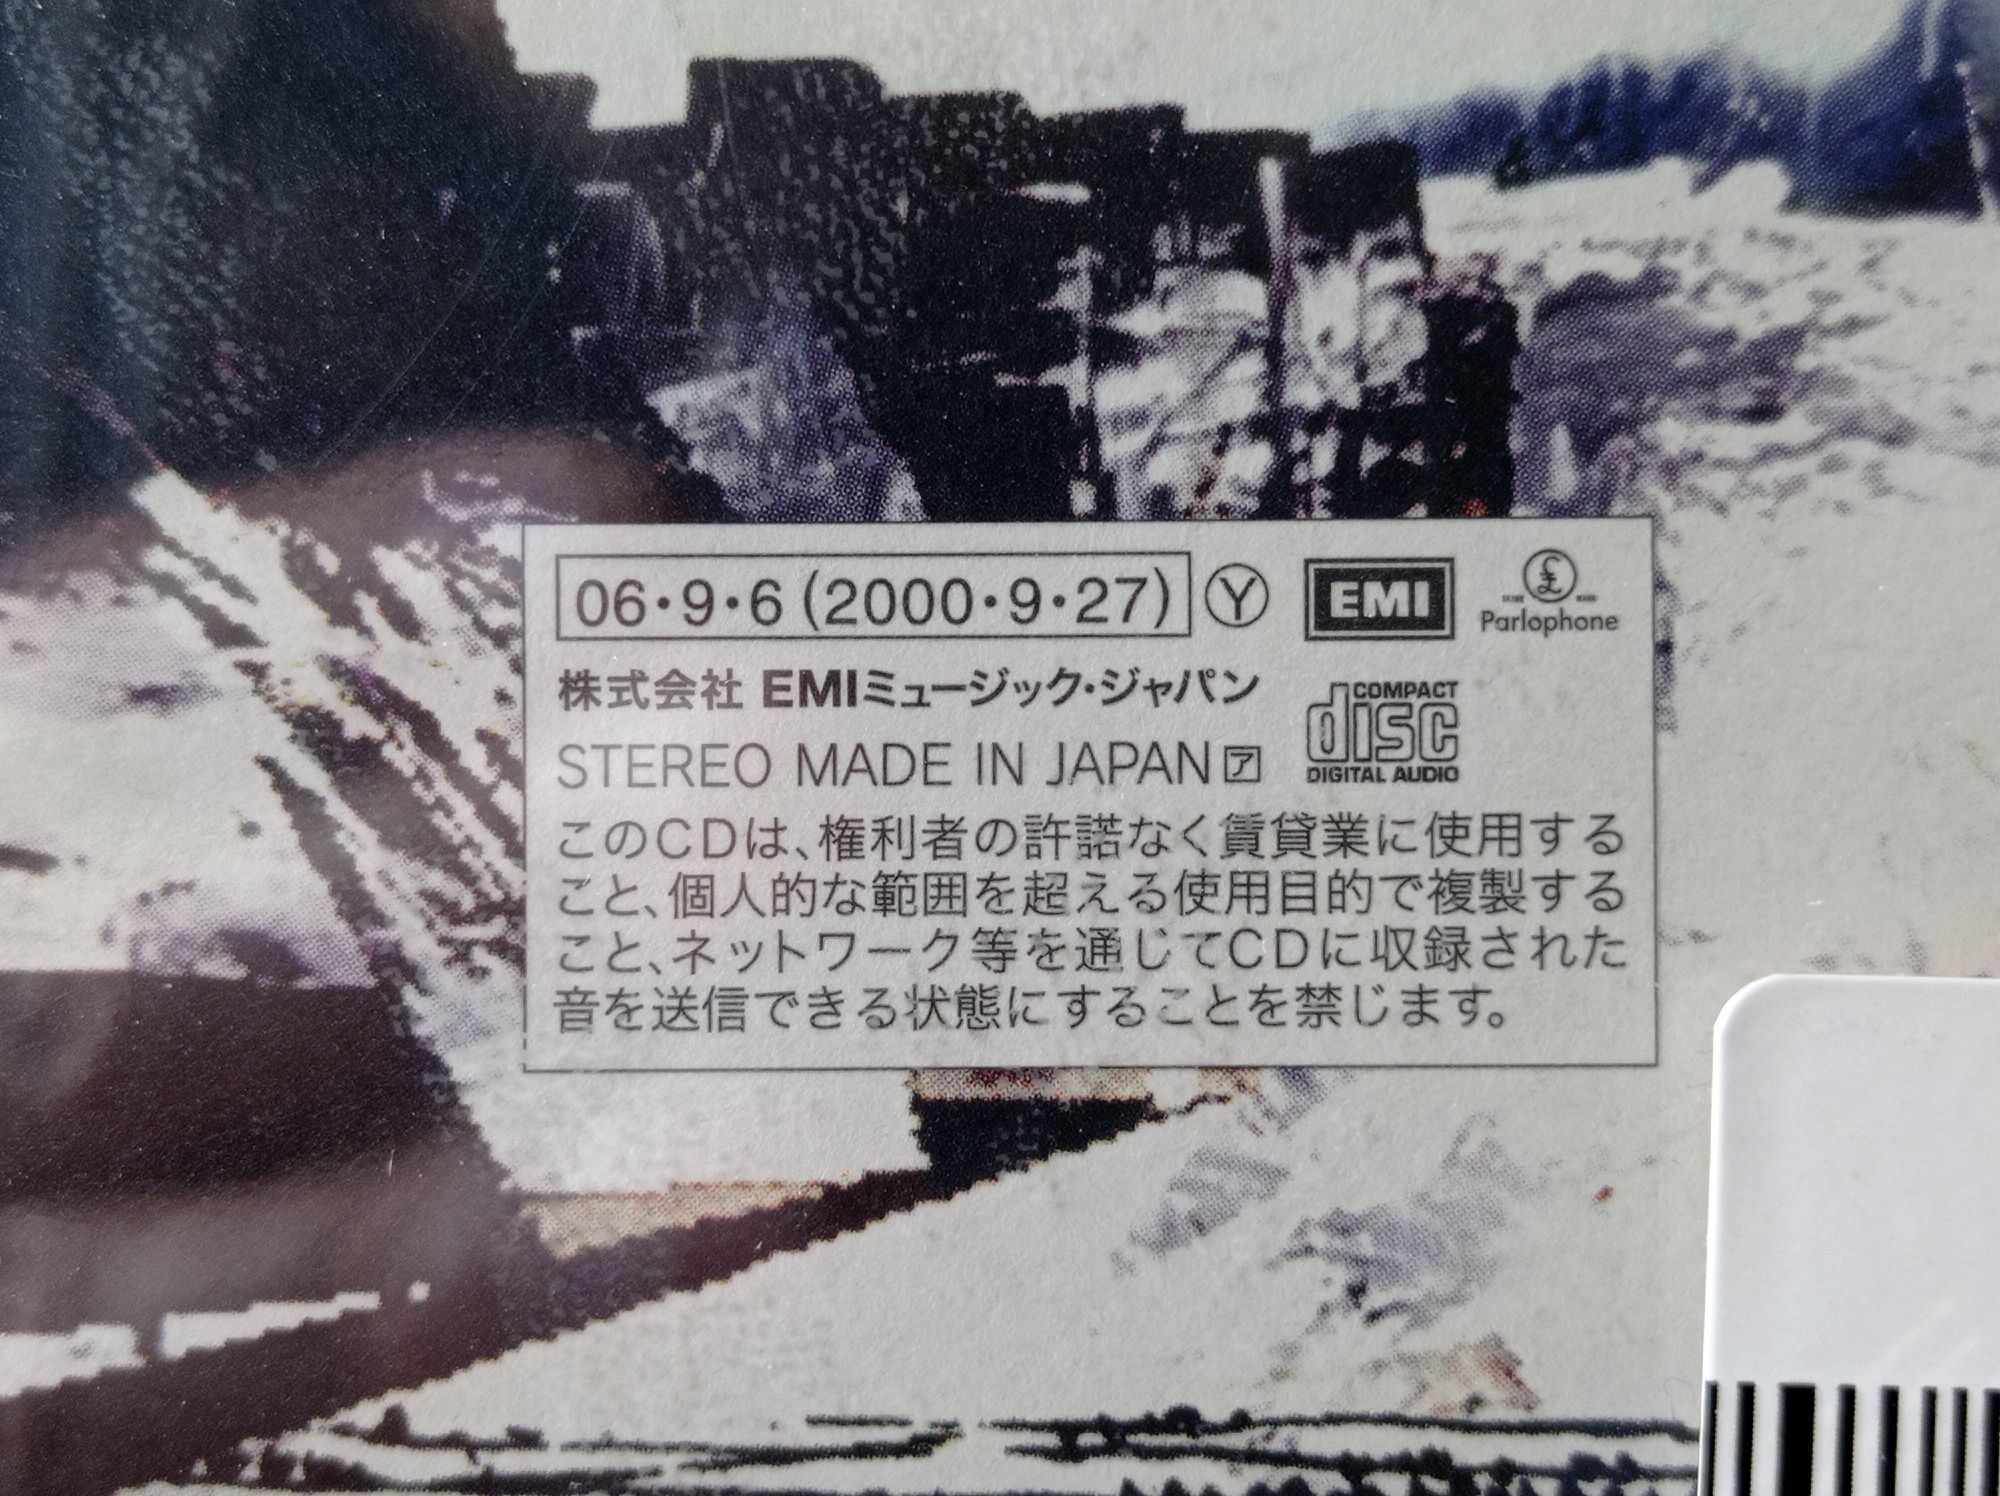 06・9・6(2000・9・27) Ⓨ EMI Parlophone
株式会社 EMIミュージック・ジャパン
COMPACT
disc
DIGITAL AUDIO
STEREO MADE IN JAPAN ア
このCDは、権利者の許諾なく賃貸業に使用する
こと、個人的な範囲を超える使用目的で複製する
こと、ネットワーク等を通じてCDに収録された
音を送信できる状態にすることを禁じます。